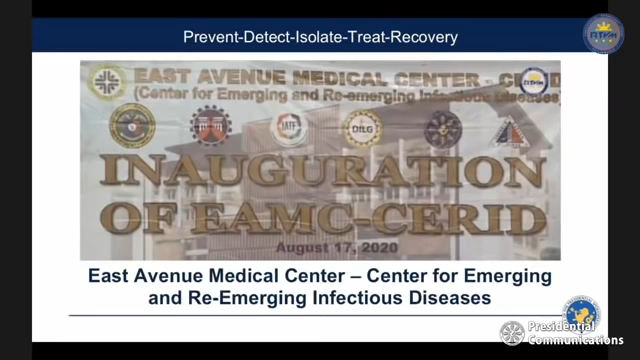 Prevent-Detect-Isolate-Treat-Recovery
RTVM
EAST AVENUE MEDICAL CENTER - CERID
(Center for Emerging and Re-emerging Infectious Diseases)
IATF
DILG
INAUGURATION
OF EAMC-CERID
August 17, 2020
East Avenue Medical Center – Center for Emerging
and Re-Emerging Infectious Diseases
Presidential
Communications